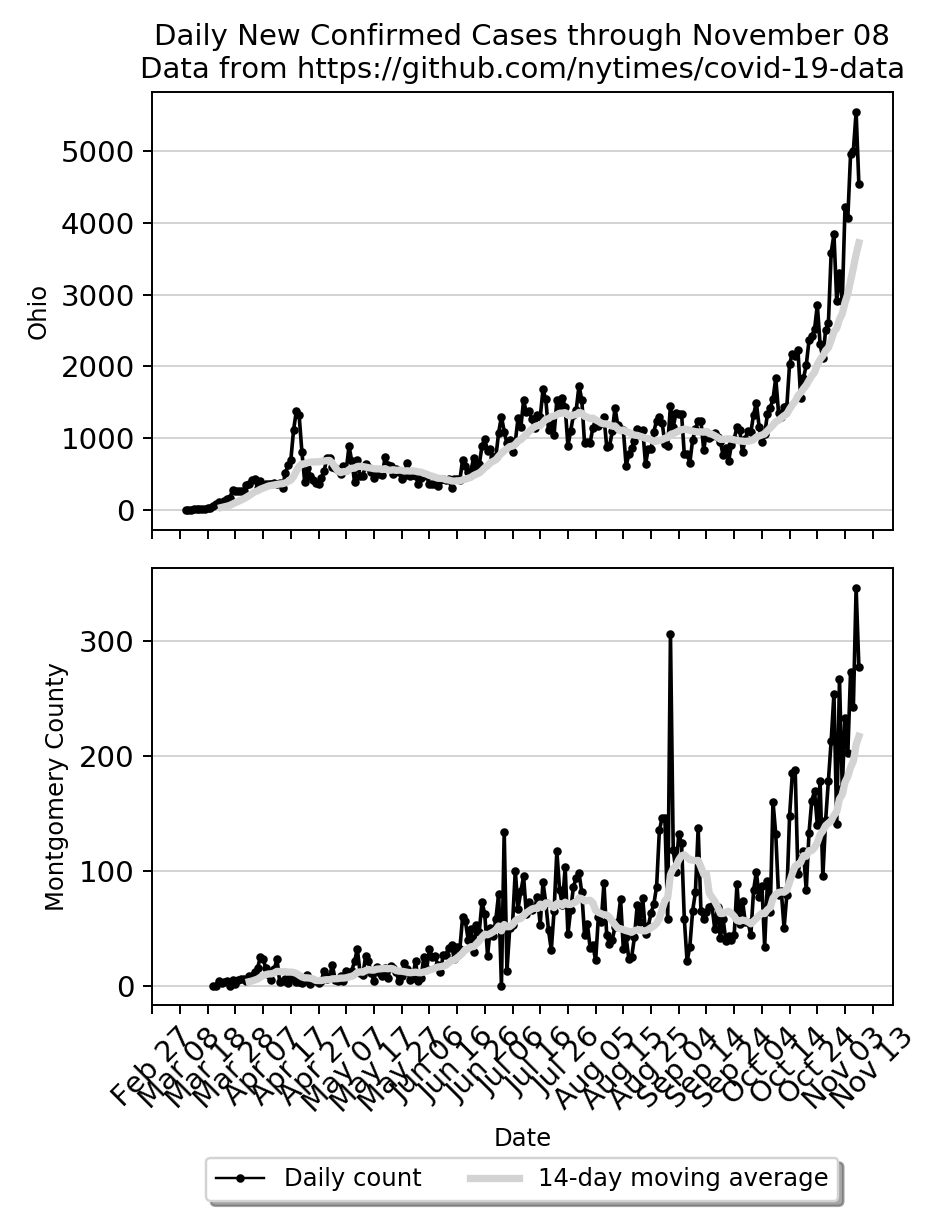 Daily New Confirmed Cases through November 08
Data from https://github.com/nytimes/covid-19-data
5000
4000
3000
2000
1000
0
Ohio
300
200
100
0
Montgomery County
Feb 27
Mar 08
Mar 18
Mar 28
Apr 07
Apr 17
Apr 27
May 07
May 17
May 27
Jun 06
Jun 16
Jun 26
Jul 06
Jul 16
Jul 26
Aug 05
Aug 15
Aug 25
Sep 04
Sep 14
Sep 24
Oct 04
Oct 14
Oct 24
Nov 03
Nov 13
Date
Daily count
14-day moving average